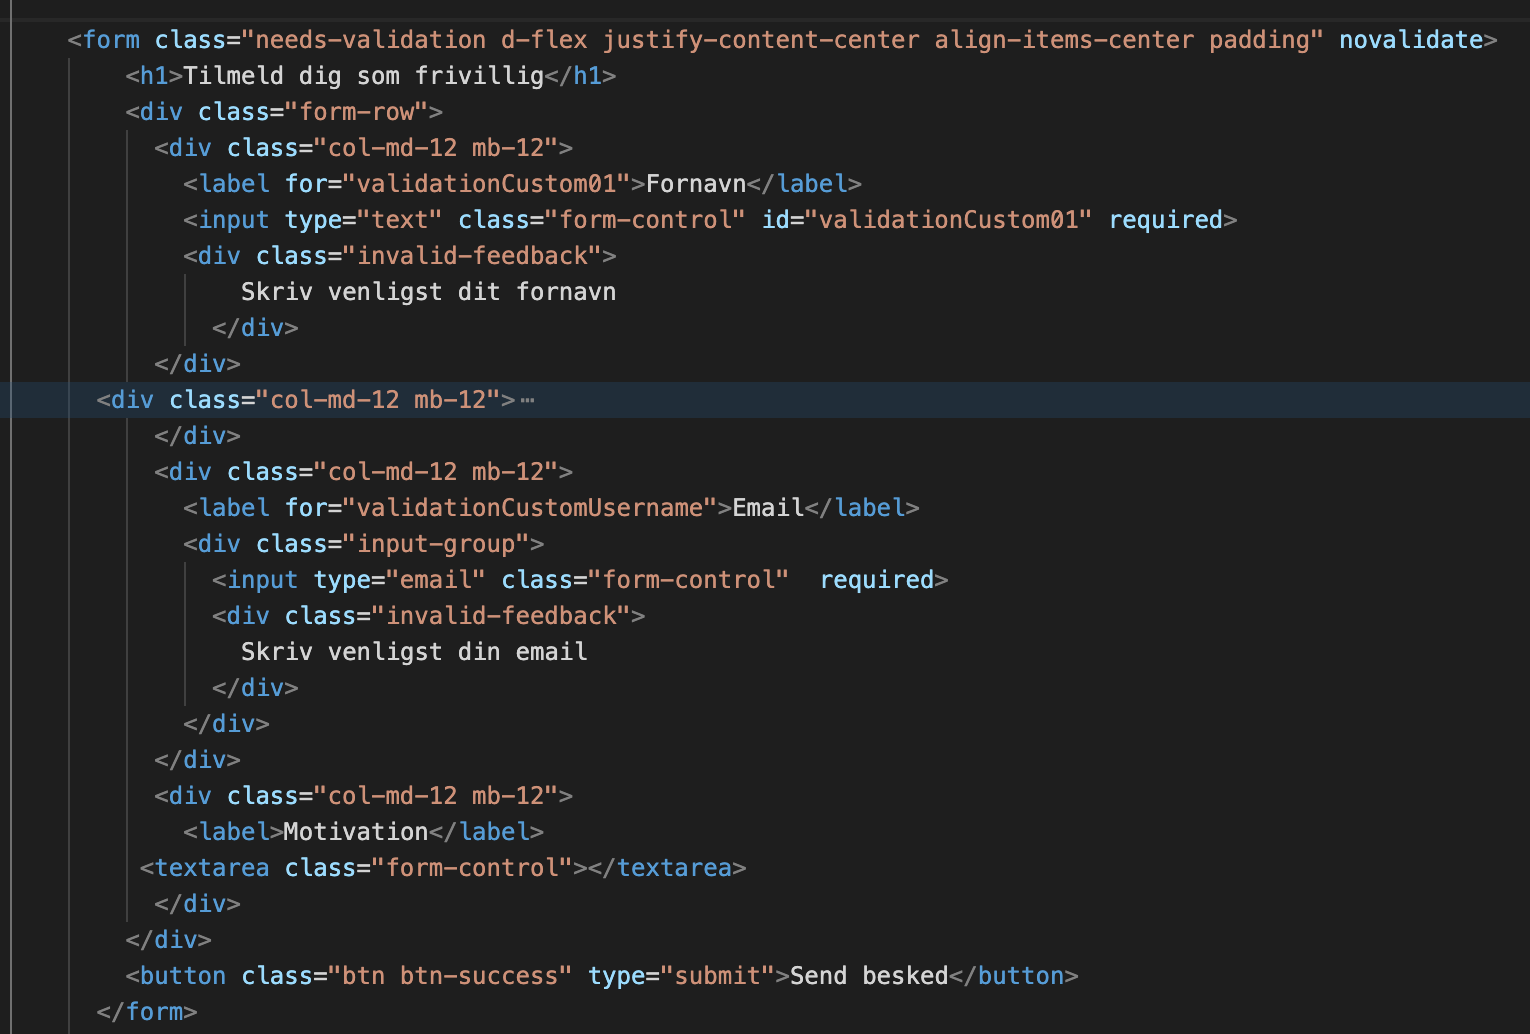 <form class="needs-validation d-flex justify-content-center align-items-center padding" novalidate>
<h1>Tilmeld dig som frivillig</h1>
<div class="form-row">
<div class="col-md-12 mb-12">
<label for="validationCustom01">Fornavn</label>
<input type="text" class="form-control" id="validationCustom01" required>
<div class="invalid-feedback">
Skriv venligst dit fornavn
</div>
</div>
<div class="col-md-12 mb-12">⋯
</div>
<div class="col-md-12 mb-12">
<label for="validationCustomUsername">Email</label>
<div class="input-group">
<input type="email" class="form-control"  required>
<div class="invalid-feedback">
Skriv venligst din email
</div>
</div>
</div>
<div class="col-md-12 mb-12">
<label>Motivation</label>
<textarea class="form-control"></textarea>
</div>
</div>
<button class="btn btn-success" type="submit">Send besked</button>
</form>